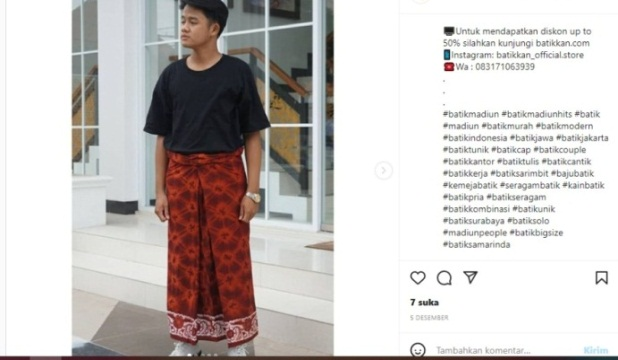 Untuk mendapatkan diskon up to
50% silahkan kunjungi batikkan.com
Instagram: batikkan_official.store
Wa : 083171063939
.
.
.
#batikmadiun #batikmadiunhits #batik
#madiun #batikmurah #batikmodern
#batikindonesia #batikjawa #batikjakarta
#batiktunik #batikcap #batikcouple
#batikkantor #batiktulis #batikcantik
#batikkerja #batiksarimbit #bajubatik
#kemejabatik #seragambatik #kainbatik
#batikpria #batikseragam
#batikkombinasi #batikunik
#batiksurabaya #batiksolo
#madiunpeople #batikbigsize
#batiksamarinda
7 suka
5 DESEMBER
Tambahkan komentar...
Kirim